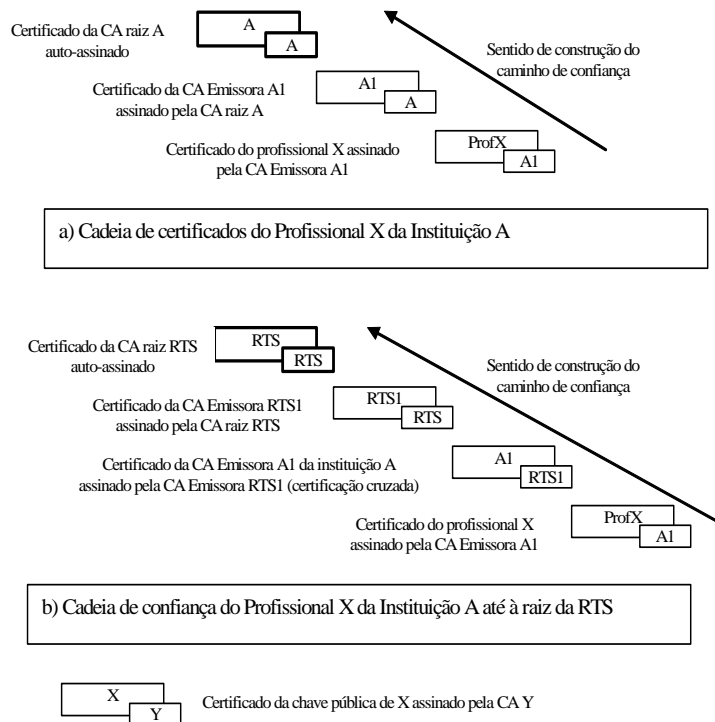 Certificado da CA raiz A
auto-assinado
A
A
Sentido de construção do
caminho de confiança
Certificado da CA Emissora A1
assinado pela CA raiz A
A1
A
Certificado do profissional X assinado
pela CA Emissora A1
ProfX
A1
a) Cadeia de certificados do Profissional X da Instituição A
Certificado da CA raiz RTS
auto-assinado
RTS
RTS
Sentido de construção do
caminho de confiança
Certificado da CA Emissora RTS1
assinado pela CA raiz RTS
RTS1
RTS
Certificado da CA Emissora A1 da instituição A
assinado pela CA Emissora RTS1 (certificação cruzada)
A1
RTS1
Certificado do profissional X
assinado pela CA Emissora A1
ProfX
A1
b) Cadeia de confiança do Profissional X da Instituição A até à raiz da RTS
X
Y
Certificado da chave pública de X assinado pela CA Y